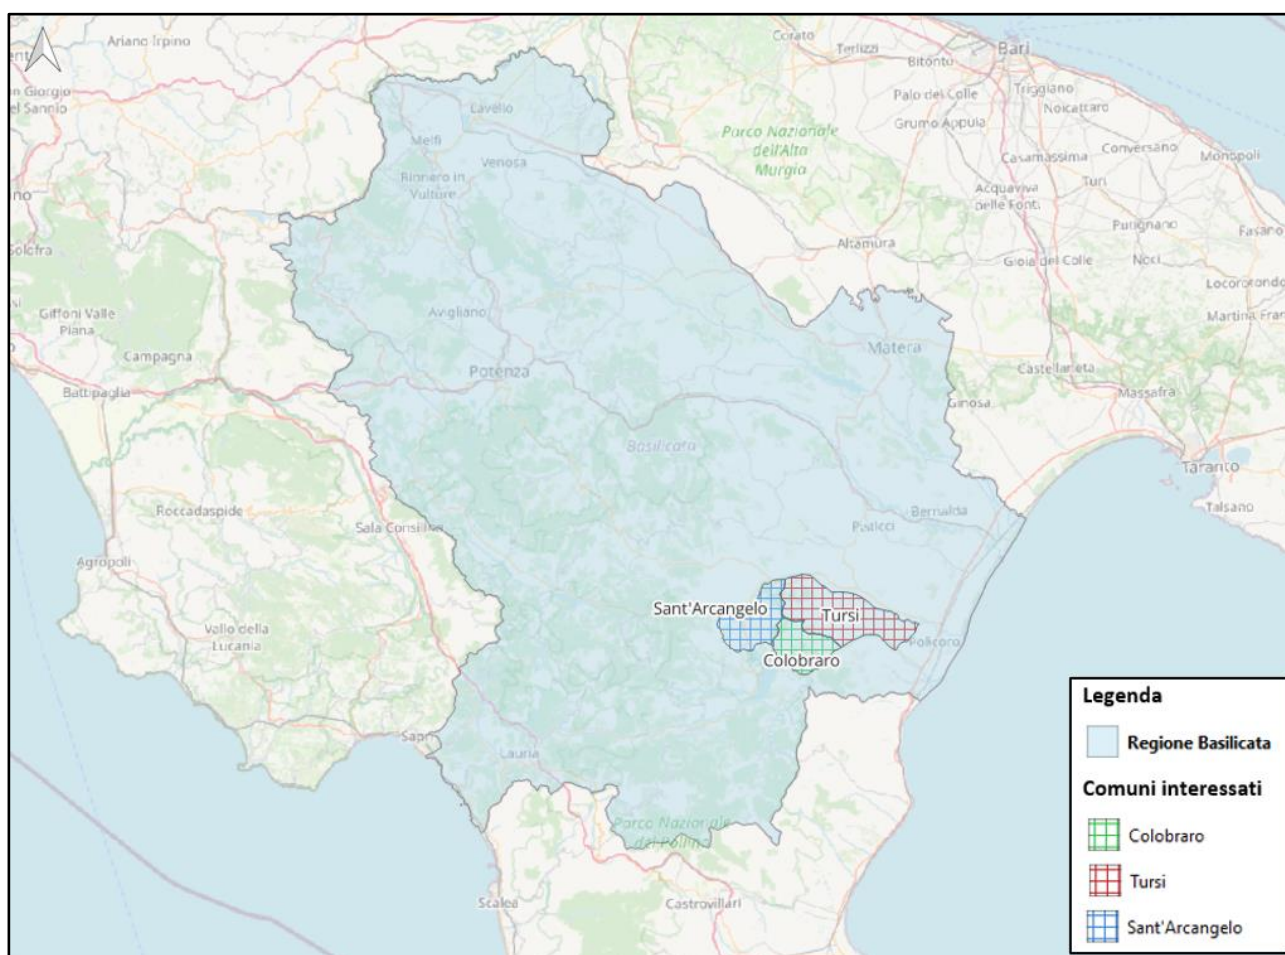 Ariano Irpino
Corato
Terlizzi
Bari
Bitonto
San Giorgio
del Sannio
Palo del Colle
Triggiano
Noicattaro
Lavello
Grumo Appula
Parco Nazionale
dell'Alta
Murgia
Melfi
Venosa
Casamassima
Conversano
Monopoli
Rionero in
Vulture
Acquaviva
delle Fonti
Turi
Putignano
Fasano
Solofra
Altamura
Gioia del Colle
Noci
Locorotondo
Giffoni Valle
Piana
Avigliano
Martina Fran
Campagna
Matera
Potenza
Castellaneta
Battipaglia
Massafra
Ginosa
Basilicata
Taranto
Roccadaspide
Sala Consilina
Bernalda
Talsano
Pisticci
Agropoli
Sant'Arcangelo
Tursi
Vallo della
Lucania
Policoro
Colobraro
Sapri
Lauria
Parco Nazionale
del Pollino
Scalea
Castrovillari
Legenda
Regione Basilicata
Comuni interessati
Colobraro
Tursi
Sant'Arcangelo